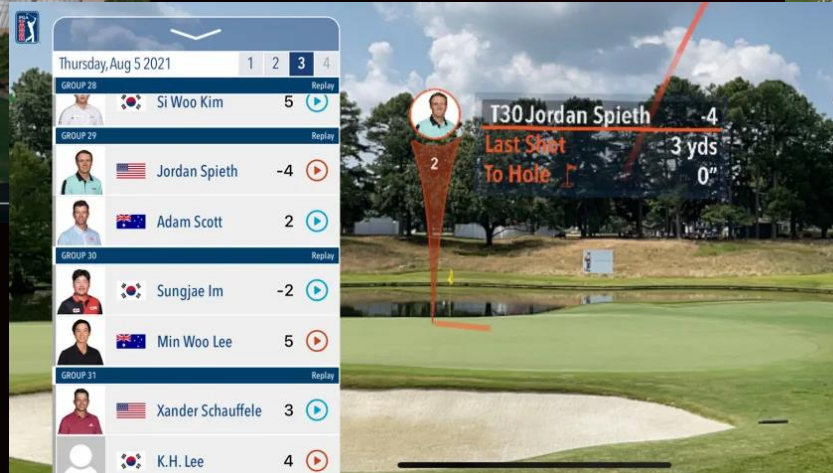 PGA TOUR
Thursday, Aug 5 2021 1 2 3 4
GROUP 28 Replay
Si Woo Kim 5
GROUP 29 Replay
Jordan Spieth -4
Adam Scott 2
GROUP 30 Replay
Sungjae Im -2
Min Woo Lee 5
GROUP 31 Replay
Xander Schauffele 3
K.H. Lee 4
2
T30 Jordan Spieth -4
Last Shot 3 yds
To Hole 0"